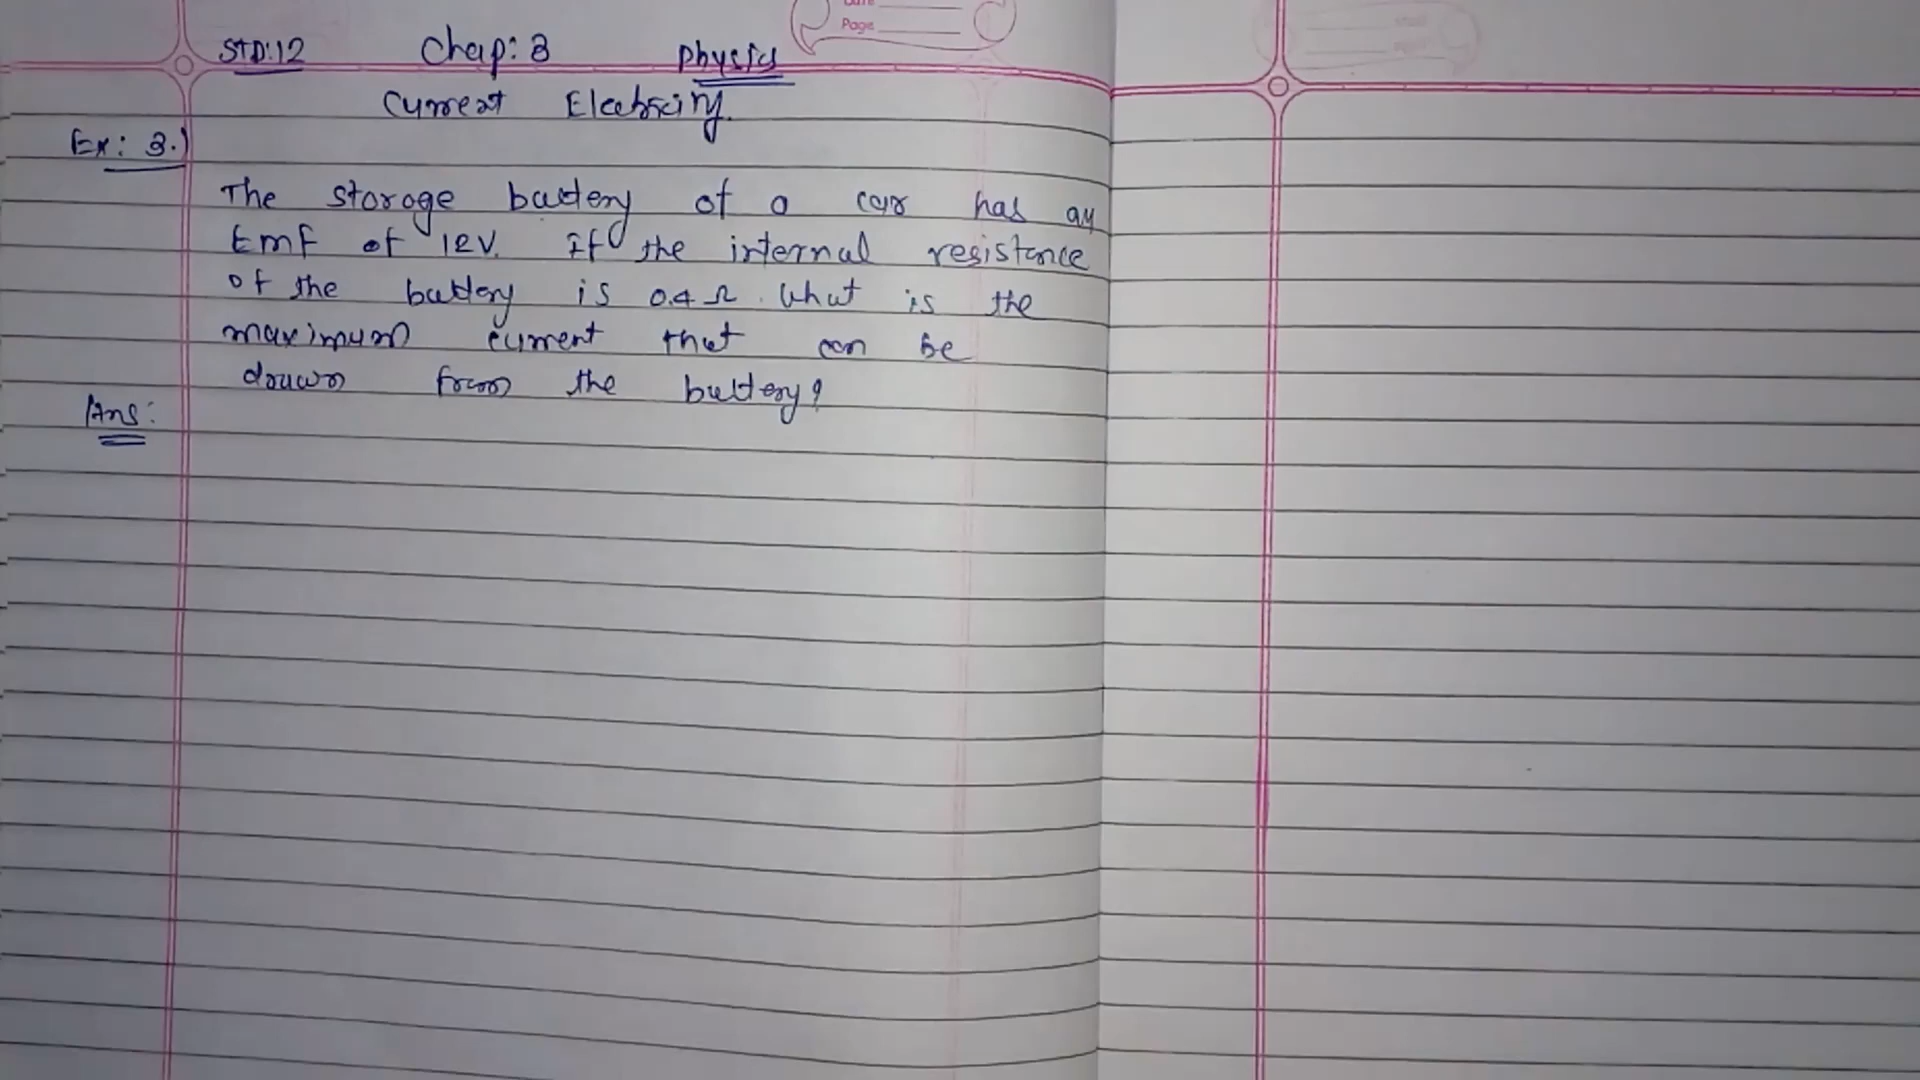 STD:12 Chap: 3 Physics
Current Electricity
Ex: 3.1
The storage battery of a car has an
Emf of 12V. If the internal resistance
of the battery is 0.4 Ω. What is the
maximum current that can be
drawn from the battery?
Ans:
Page